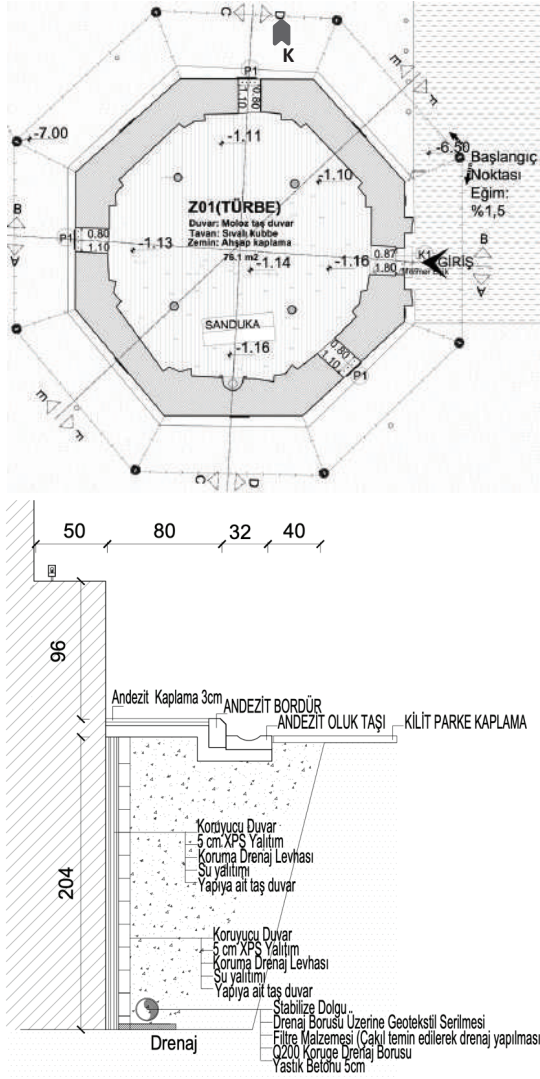 C
D
K
P1
1.10
0.80
E
F
-7.00
-1.11
-6.50
Başlangıç
Noktası
Eğim:
%1,5
-1.10
Z01(TÜRBE)
Duvar: Moloz taş duvar
Tavan: Sıvalı kubbe
Zemin: Ahşap kaplama
76.1 m2
B
A
P1
0.80
1.10
-1.13
-1.14
-1.16
0.87
1.80
K1
GİRİŞ
B
A
SANDUKA
-1.16
0.80
1.10
P1
E
F
C
D
50
80
32
40
96
Andezit Kaplama 3cm
ANDEZİT BORDÜR
ANDEZİT OLUK TAŞI
KİLİT PARKE KAPLAMA
204
Koruyucu Duvar
5 cm XPS Yalıtım
Koruma Drenaj Levhası
Su yalıtımı
Yapıya ait taş duvar
Koruyucu Duvar
5 cm XPS Yalıtım
Koruma Drenaj Levhası
Su yalıtımı
Yapıya ait taş duvar
Stabilize Dolgu
Drenaj Borusu Üzerine Geotekstil Serilmesi
Filtre Malzemesi (Çakıl temin edilerek drenaj yapılması
Q200 Koruge Drenaj Borusu
Yastık Betonu 5cm
Drenaj